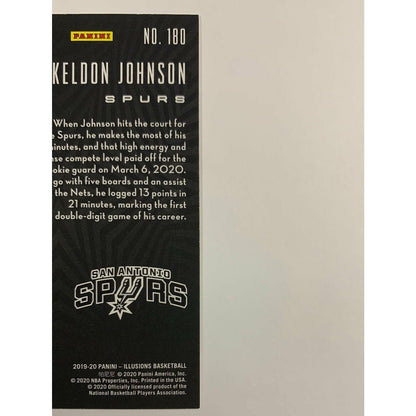 PANINI
NO. 180
KELDON JOHNSON
SPURS
When Johnson hits the court for
Spurs, he makes the most of his
and that high energy and
compete level paid off for the
guard on March 6, 2020.
go with five boards and an assist
the Nets, he logged 13 points in
21 minutes, marking the first
double-digit game of his career.
SAN ANTONIO
SPURS
2019-20 PANINI – ILLUSIONS BASKETBALL
帕尼尼 © 2020 Panini America, Inc.
© 2020 NBA Properties, Inc. Printed in the USA.
© 2020 Officially licensed product of the
National Basketball Players Association.